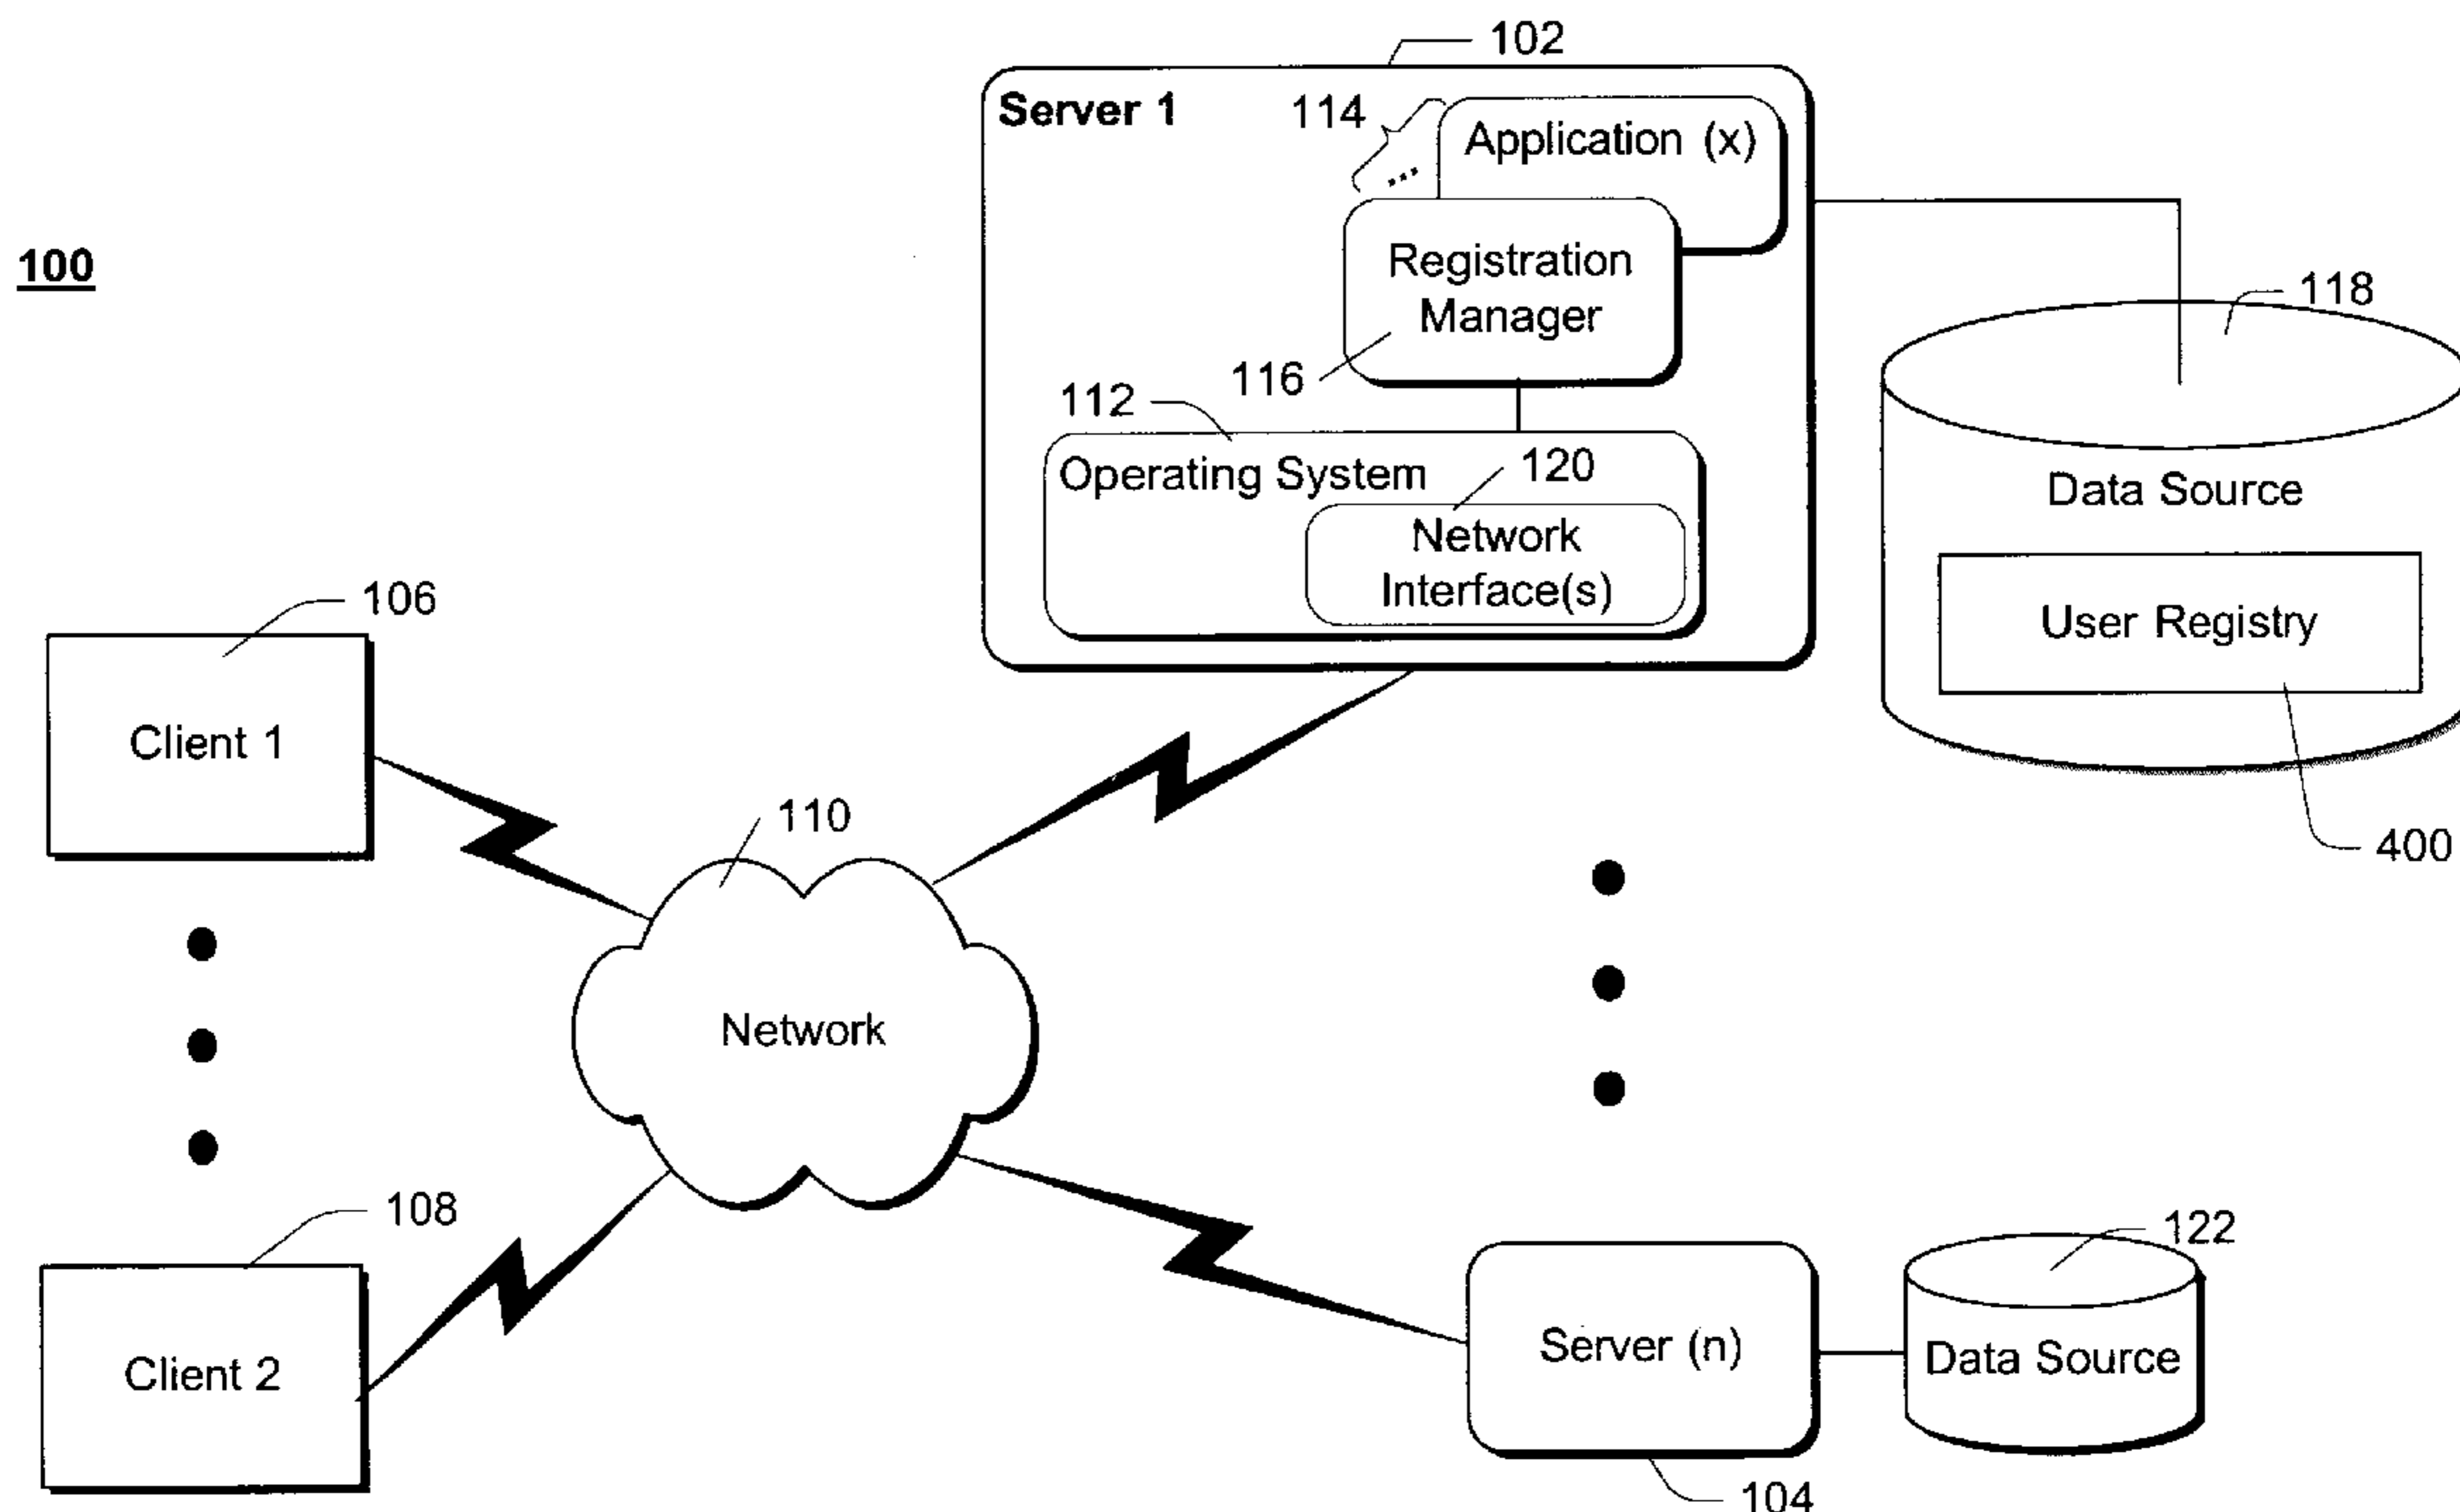 102
Server 1
114
Application (x)
...
100
Registration
Manager
118
116
112
Operating System
120
Data Source
Network
Interface(s)
106
User Registry
Client 1
110
400
Network
108
122
Client 2
Server (n)
Data Source
104